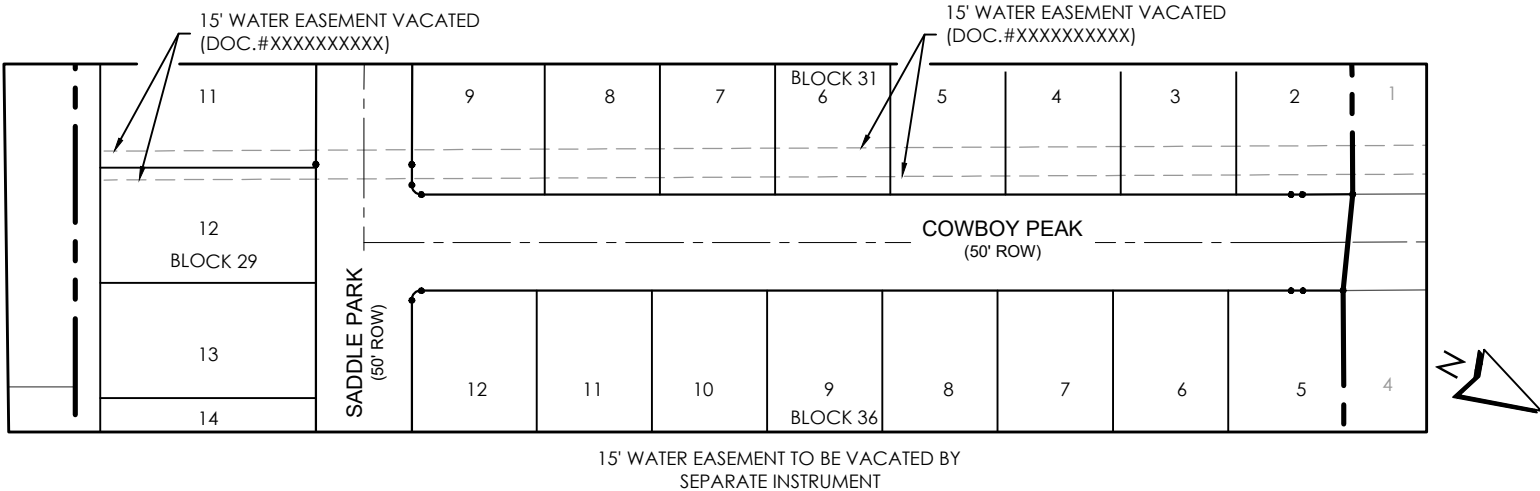 15' WATER EASEMENT VACATED
(DOC.#XXXXXXXXXX)
15' WATER EASEMENT VACATED
(DOC.#XXXXXXXXXX)
BLOCK 31
11
9
8
7
6
5
4
3
2
1
12
BLOCK 29
COWBOY PEAK
(50' ROW)
SADDLE PARK
(50' ROW)
13
14
12
11
10
9
8
7
6
5
4
BLOCK 36
N
15' WATER EASEMENT TO BE VACATED BY
SEPARATE INSTRUMENT